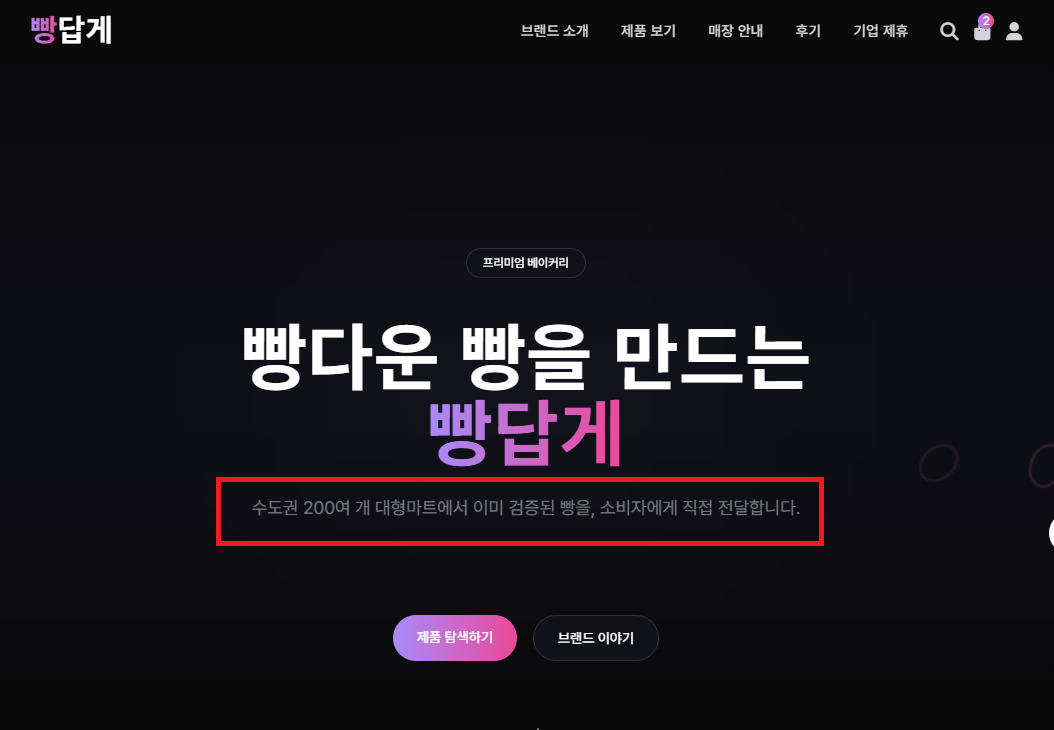 빵답게
브랜드 소개
제품 보기
매장 안내
후기
기업 제휴
2
프리미엄 베이커리
빵다운 빵을 만드는
빵답게
수도권 200여 개 대형마트에서 이미 검증된 빵을, 소비자에게 직접 전달합니다.
제품 탐색하기
브랜드 이야기